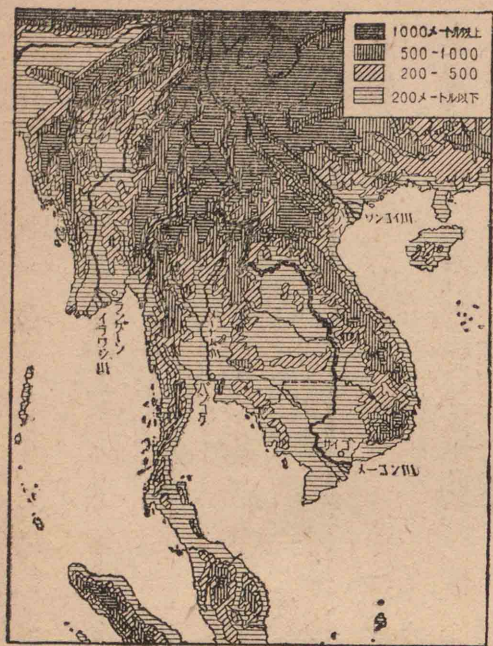 1000メートル以上
500-1000
200-500
200メートル以下
ソンコイ川
ラングーン
イラワジ川
バンコク
サイゴン
メーコン川